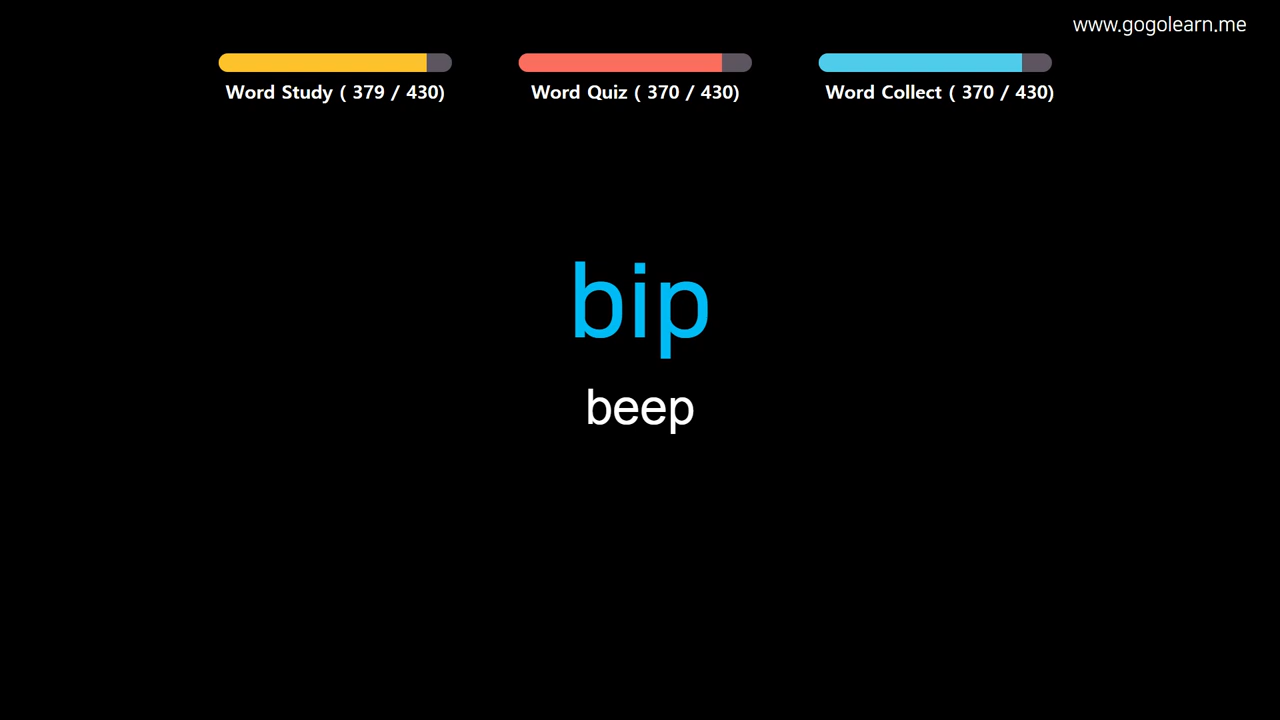 www.gogolearn.me
Word Study ( 379 / 430)
Word Quiz ( 370 / 430)
Word Collect ( 370 / 430)
bip
beep